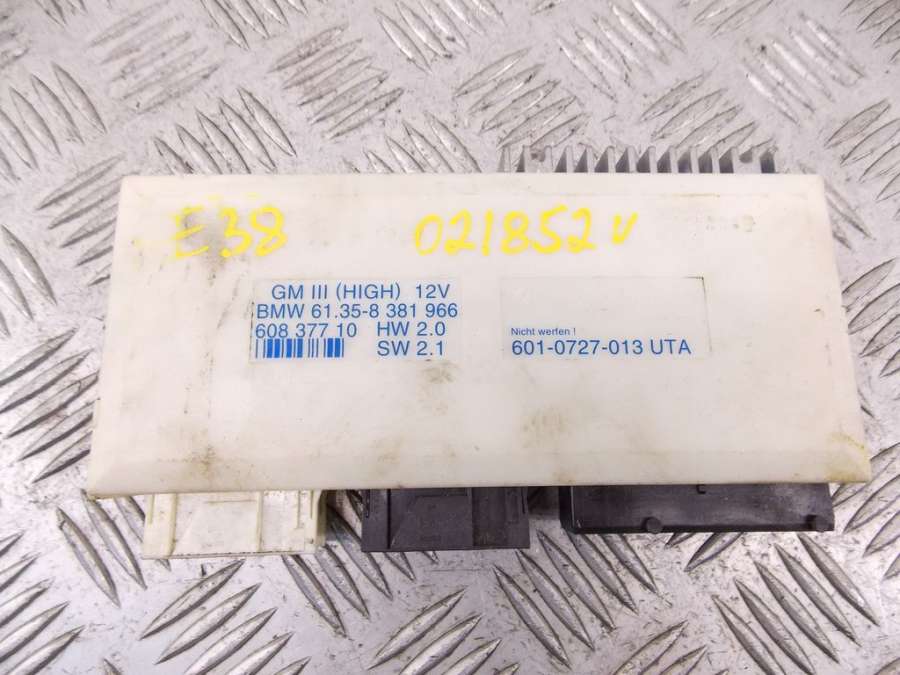 E38 021852 v
GM III (HIGH) 12V
BMW 61.35-8 381 966
608 377 10 HW 2.0
SW 2.1
Nicht werfen !
601-0727-013 UTA